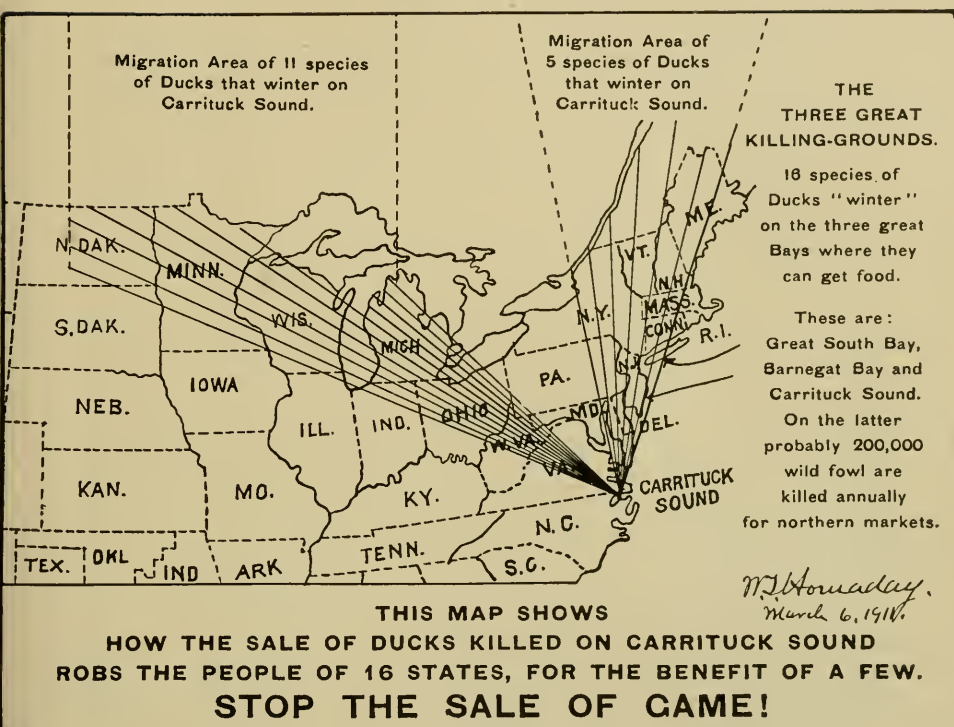 Migration Area of 11 species
of Ducks that winter on
Carrituck Sound.
Migration Area of
5 species of Ducks
that winter on
Carrituck Sound.
THE
THREE GREAT
KILLING-GROUNDS.
16 species of
Ducks "winter"
on the three great
Bays where they
can get food.
These are:
Great South Bay,
Barnegat Bay and
Carrituck Sound.
On the latter
probably 200,000
wild fowl are
killed annually
for northern markets.
N. DAK.
MINN.
S. DAK.
WIS.
MICH
IOWA
NEB.
ILL.
IND.
OHIO
PA.
N.Y.
VT.
ME.
N.H.
MASS.
CONN.
R.I.
N.J.
MD.
DEL.
W. VA.
VA.
KAN.
MO.
KY.
CARRITUCK
SOUND
N.C.
TENN.
S.C.
TEX.
OKL
IND
ARK
W.T. Hornaday.
March 6, 1911.
THIS MAP SHOWS
HOW THE SALE OF DUCKS KILLED ON CARRITUCK SOUND
ROBS THE PEOPLE OF 16 STATES, FOR THE BENEFIT OF A FEW.
STOP THE SALE OF GAME!